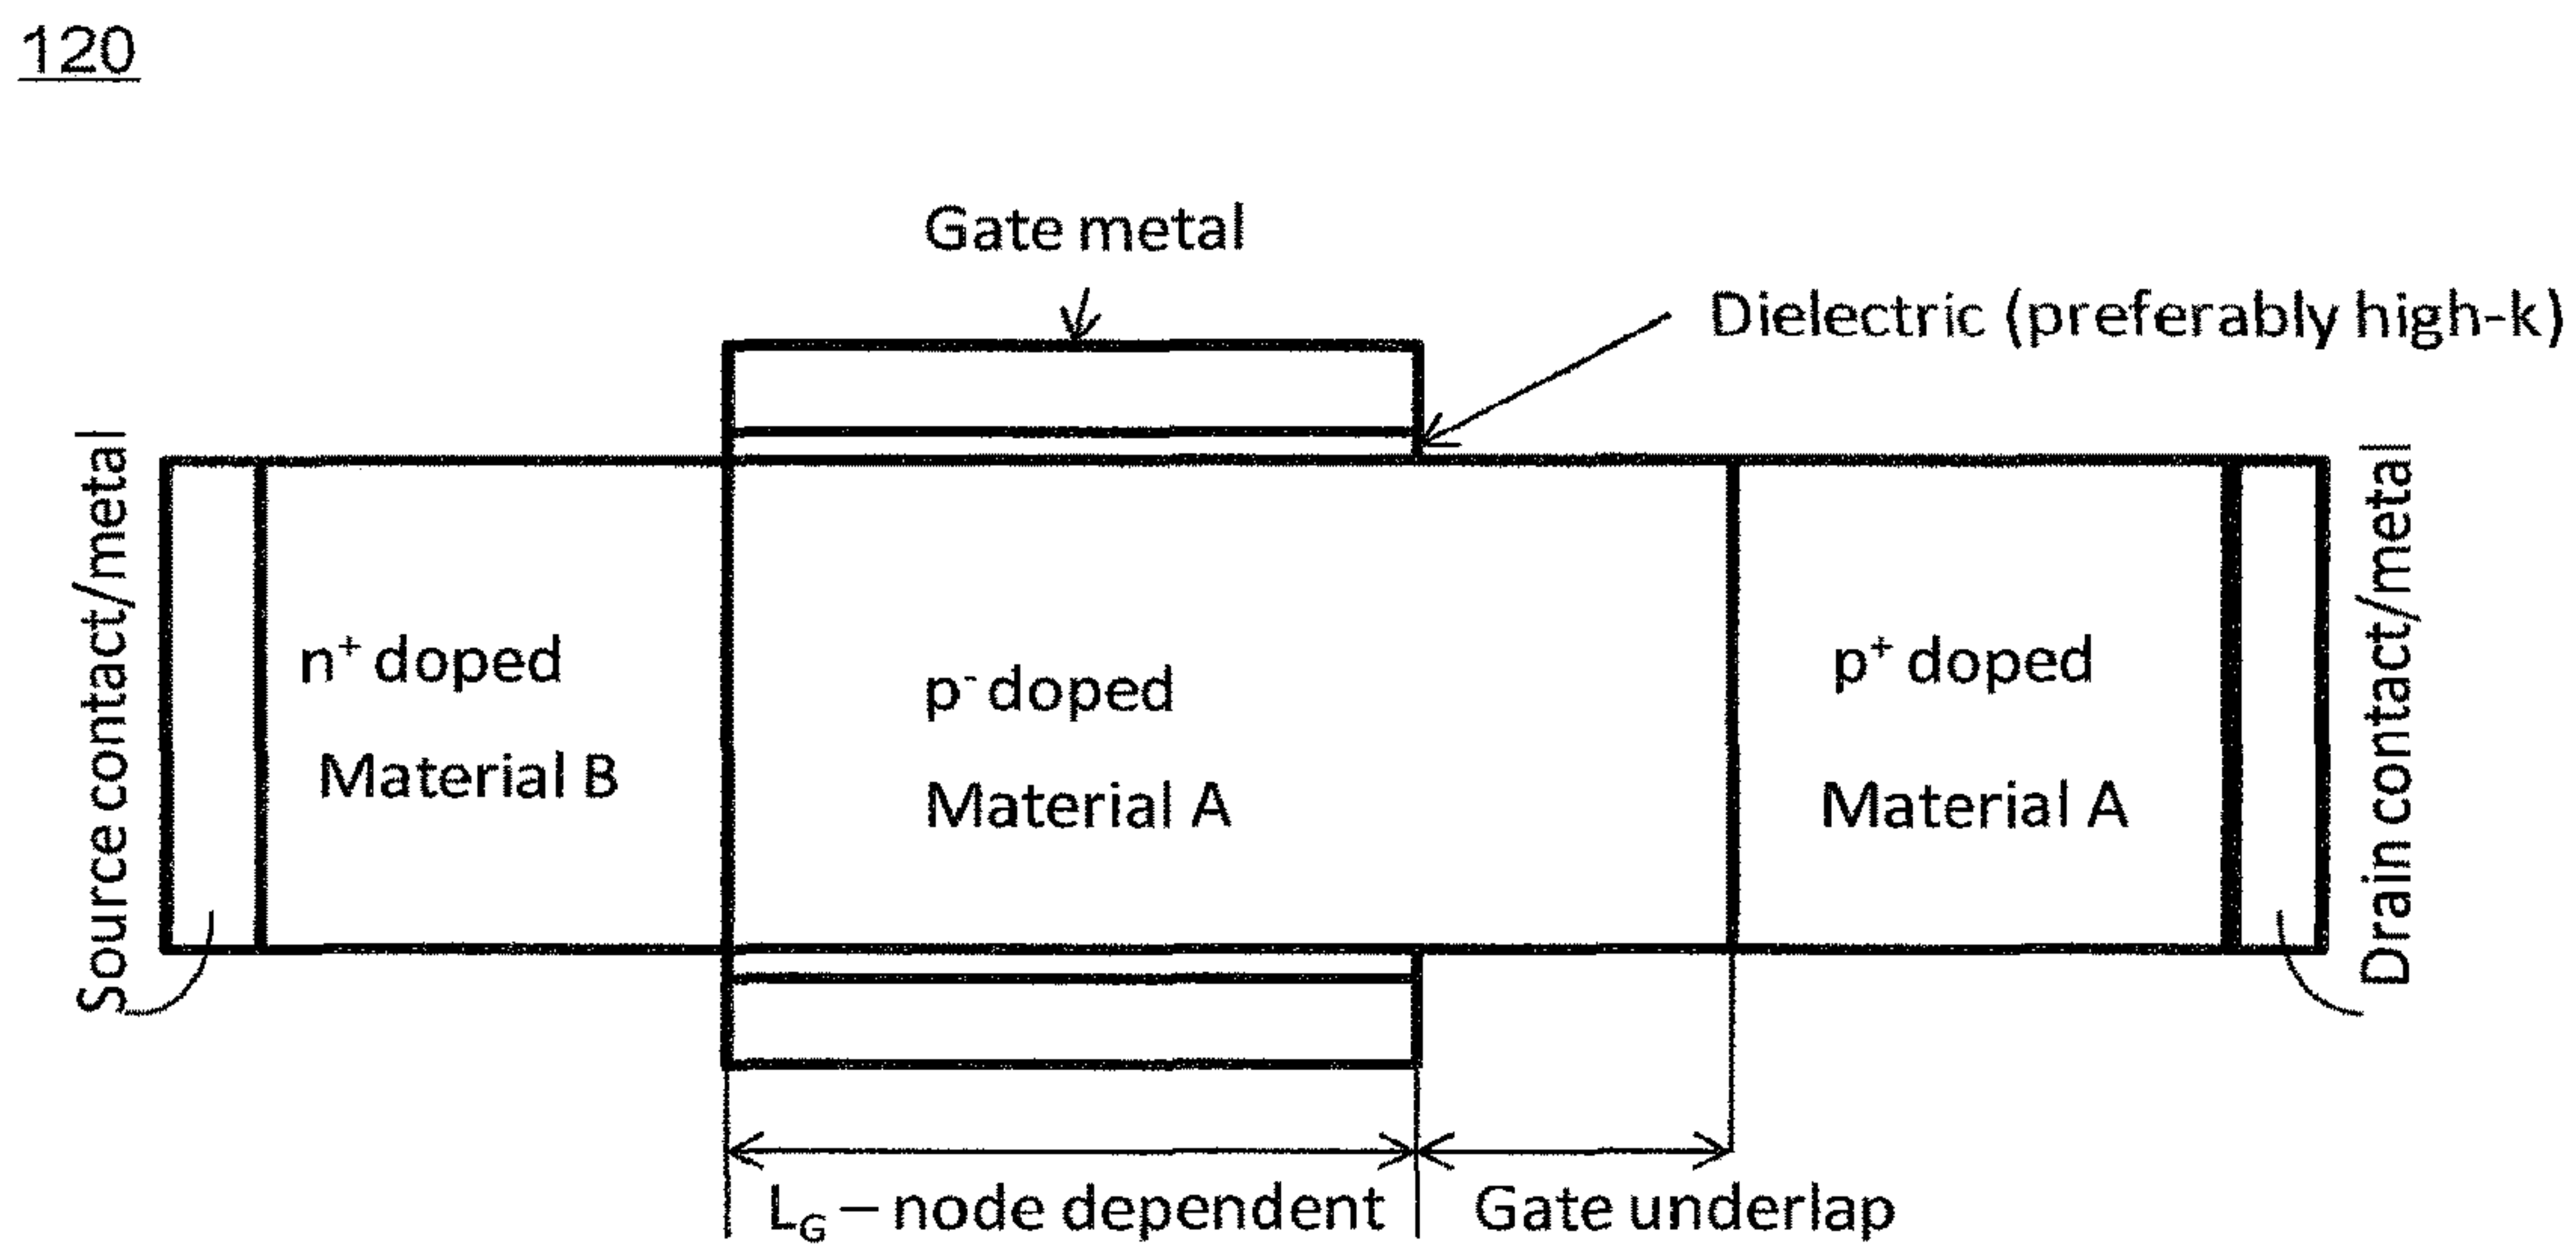 120
Gate metal
Dielectric (preferably high-k)
Source contact/metal
n⁺ doped
Material B
p⁻ doped
Material A
p⁺ doped
Material A
Drain contact/metal
L_G – node dependent
Gate underlap